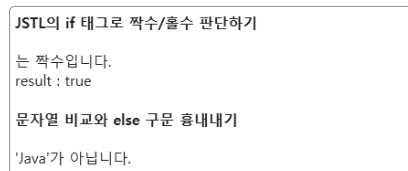 JSTL의 if 태그로 짝수/홀수 판단하기
는 짝수입니다.
result : true
문자열 비교와 else 구문 흉내내기
'Java'가 아닙니다.